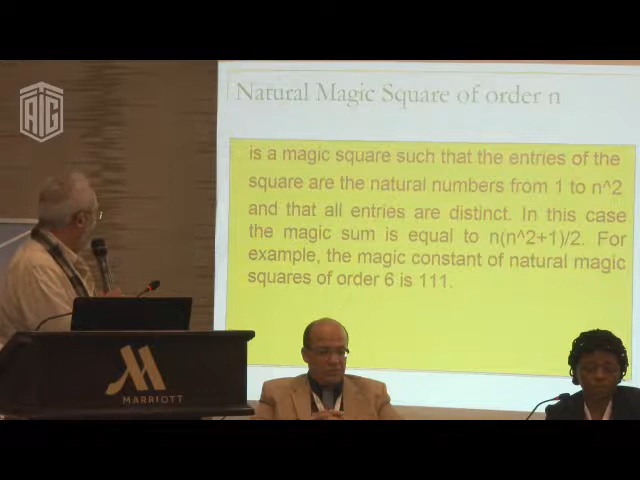 AIG
Natural Magic Square of order n
is a magic square such that the entries of the
square are the natural numbers from 1 to n^2
and that all entries are distinct. In this case
the magic sum is equal to n(n^2+1)/2. For
example, the magic constant of natural magic
squares of order 6 is 111.
MARRIOTT